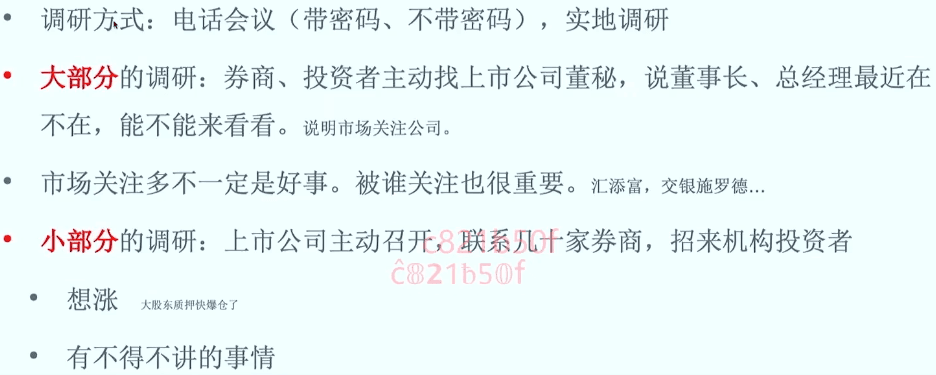 • 调研方式：电话会议（带密码、不带密码），实地调研
• 大部分的调研：券商、投资者主动找上市公司董秘，说董事长、总经理最近在
不在，能不能来看看。说明市场关注公司。
• 市场关注多不一定是好事。被谁关注也很重要。汇添富，交银施罗德...
• 小部分的调研：上市公司主动召开，联系几十家券商，招来机构投资者
c821b50f
c821b50f
• 想涨 大股东质押快爆仓了
• 有不得不讲的事情